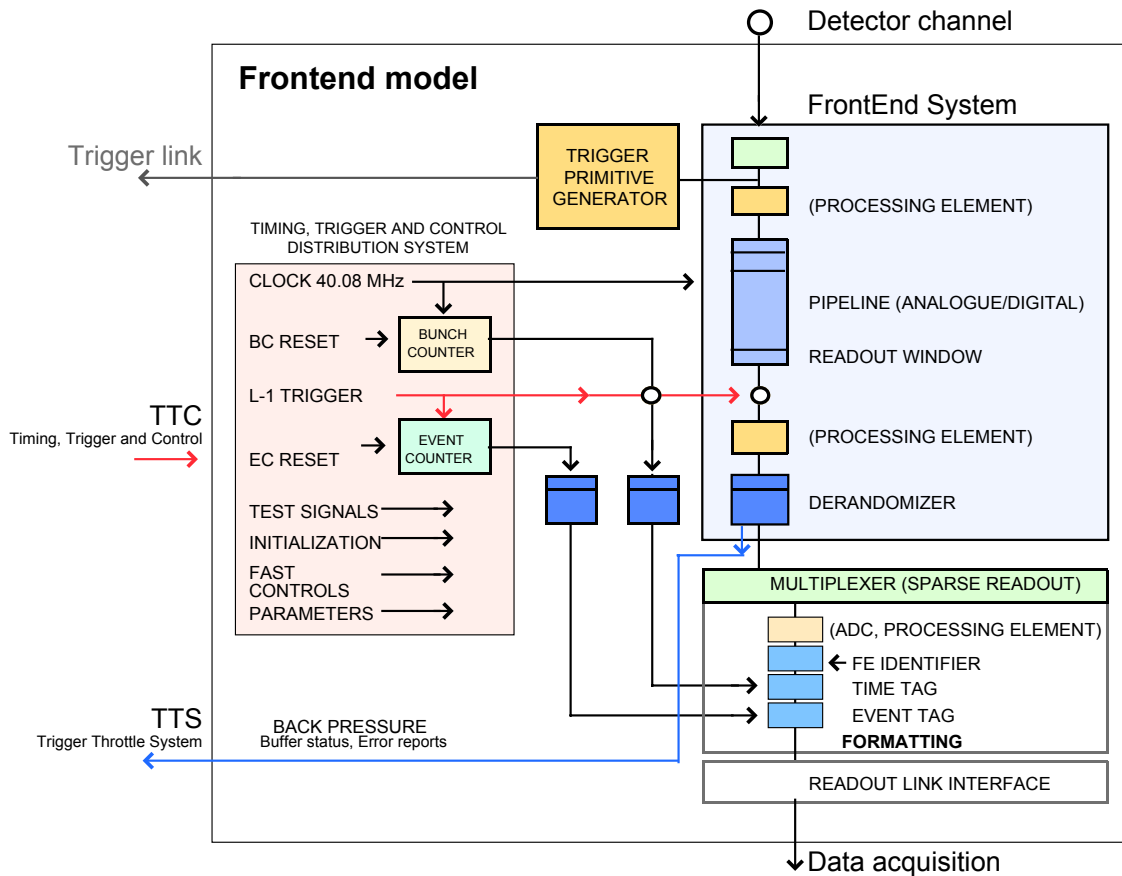 Detector channel
Frontend model
FrontEnd System
Trigger link
TRIGGER
PRIMITIVE
GENERATOR
(PROCESSING ELEMENT)
TIMING, TRIGGER AND CONTROL
DISTRIBUTION SYSTEM
CLOCK 40.08 MHz
PIPELINE (ANALOGUE/DIGITAL)
BC RESET
BUNCH
COUNTER
READOUT WINDOW
L-1 TRIGGER
TTC
Timing, Trigger and Control
EC RESET
EVENT
COUNTER
(PROCESSING ELEMENT)
TEST SIGNALS
INITIALIZATION
FAST
CONTROLS
PARAMETERS
DERANDOMIZER
MULTIPLEXER (SPARSE READOUT)
(ADC, PROCESSING ELEMENT)
FE IDENTIFIER
TIME TAG
EVENT TAG
FORMATTING
TTS
Trigger Throttle System
BACK PRESSURE
Buffer status, Error reports
READOUT LINK INTERFACE
Data acquisition